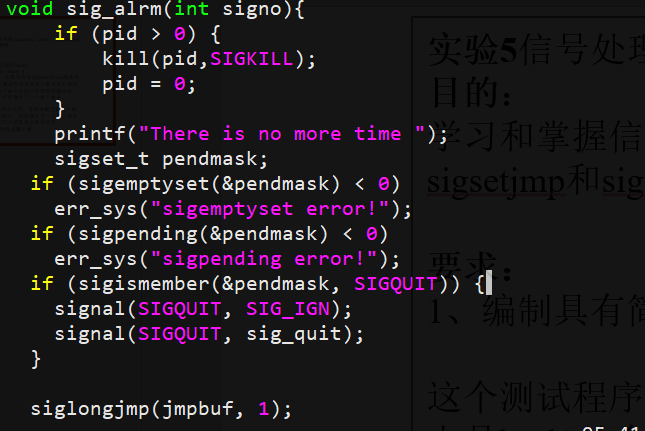 void sig_alrm(int signo){
if (pid > 0) {
kill(pid,SIGKILL);
pid = 0;
}
printf("There is no more time ");
sigset_t pendmask;
if (sigemptyset(&pendmask) < 0)
err_sys("sigemptyset error!");
if (sigpending(&pendmask) < 0)
err_sys("sigpending error!");
if (sigismember(&pendmask, SIGQUIT)) {
signal(SIGQUIT, SIG_IGN);
signal(SIGQUIT, sig_quit);
}
siglongjmp(jmpbuf, 1);
实验5信号处理
目的:
学习和掌握信
sigsetjmp和sig
要求:
1、编制具有简
这个测试程序